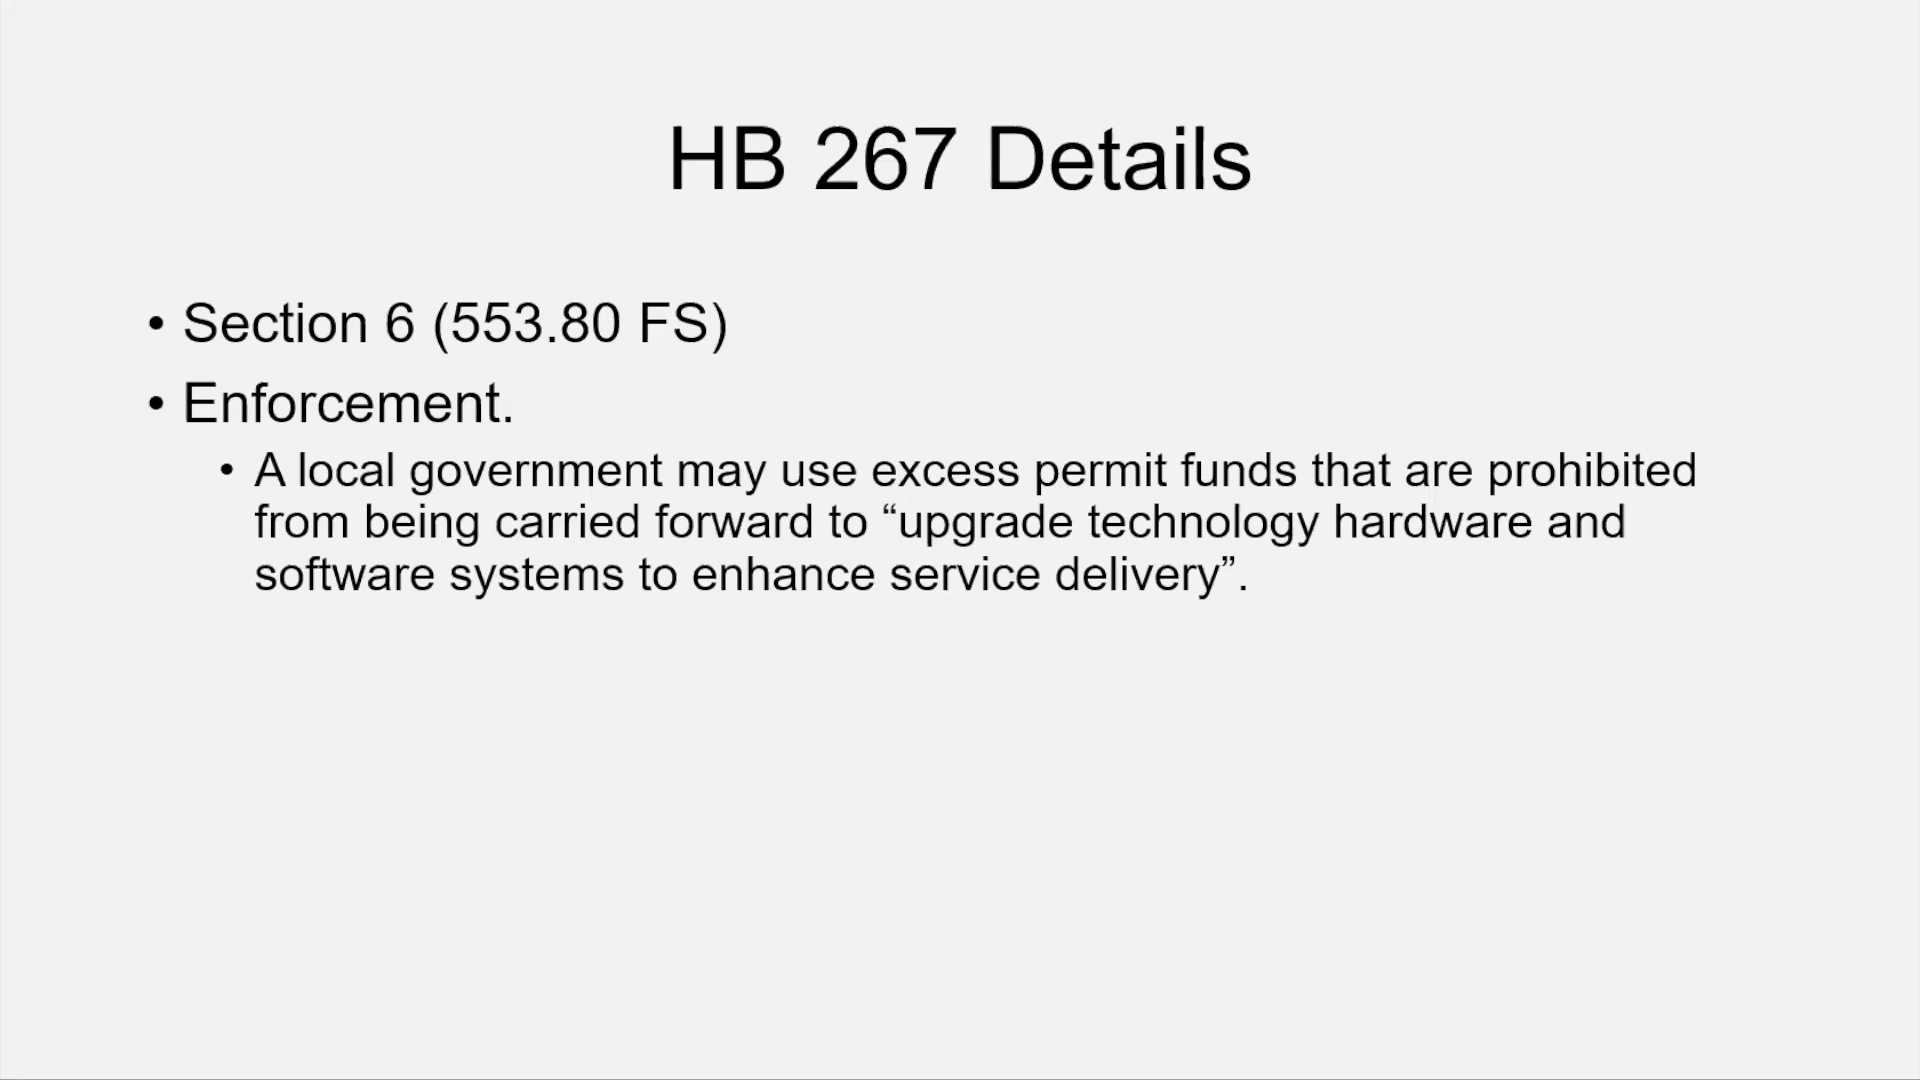 HB 267 Details
• Section 6 (553.80 FS)
• Enforcement.
• A local government may use excess permit funds that are prohibited
from being carried forward to “upgrade technology hardware and
software systems to enhance service delivery”.